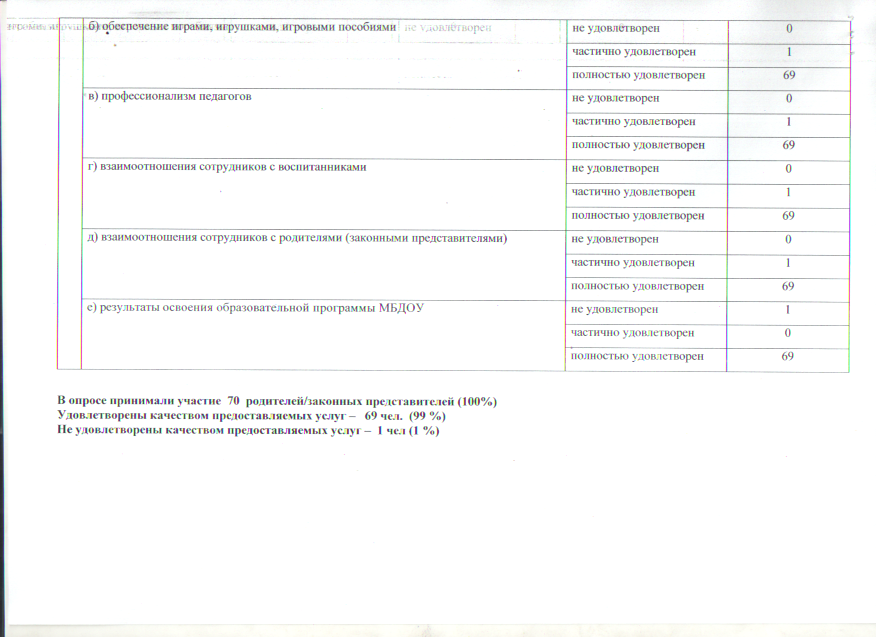 б) обеспечение играми, игрушками, игровыми пособиями не удовлетворен 0
частично удовлетворен 1
полностью удовлетворен 69
в) профессионализм педагогов не удовлетворен 0
частично удовлетворен 1
полностью удовлетворен 69
г) взаимоотношения сотрудников с воспитанниками не удовлетворен 0
частично удовлетворен 1
полностью удовлетворен 69
д) взаимоотношения сотрудников с родителями (законными представителями) не удовлетворен 0
частично удовлетворен 1
полностью удовлетворен 69
е) результаты освоения образовательной программы МБДОУ не удовлетворен 1
частично удовлетворен 0
полностью удовлетворен 69
В опросе принимали участие 70 родителей/законных представителей (100%)
Удовлетворены качеством предоставляемых услуг – 69 чел. (99 %)
Не удовлетворены качеством предоставляемых услуг – 1 чел (1 %)